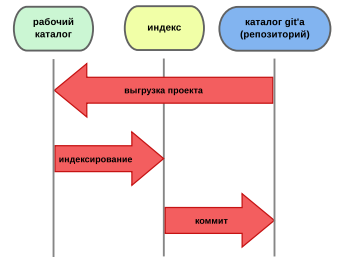 рабочий
каталог
индекс
каталог git'а
(репозиторий)
выгрузка проекта
индексирование
коммит